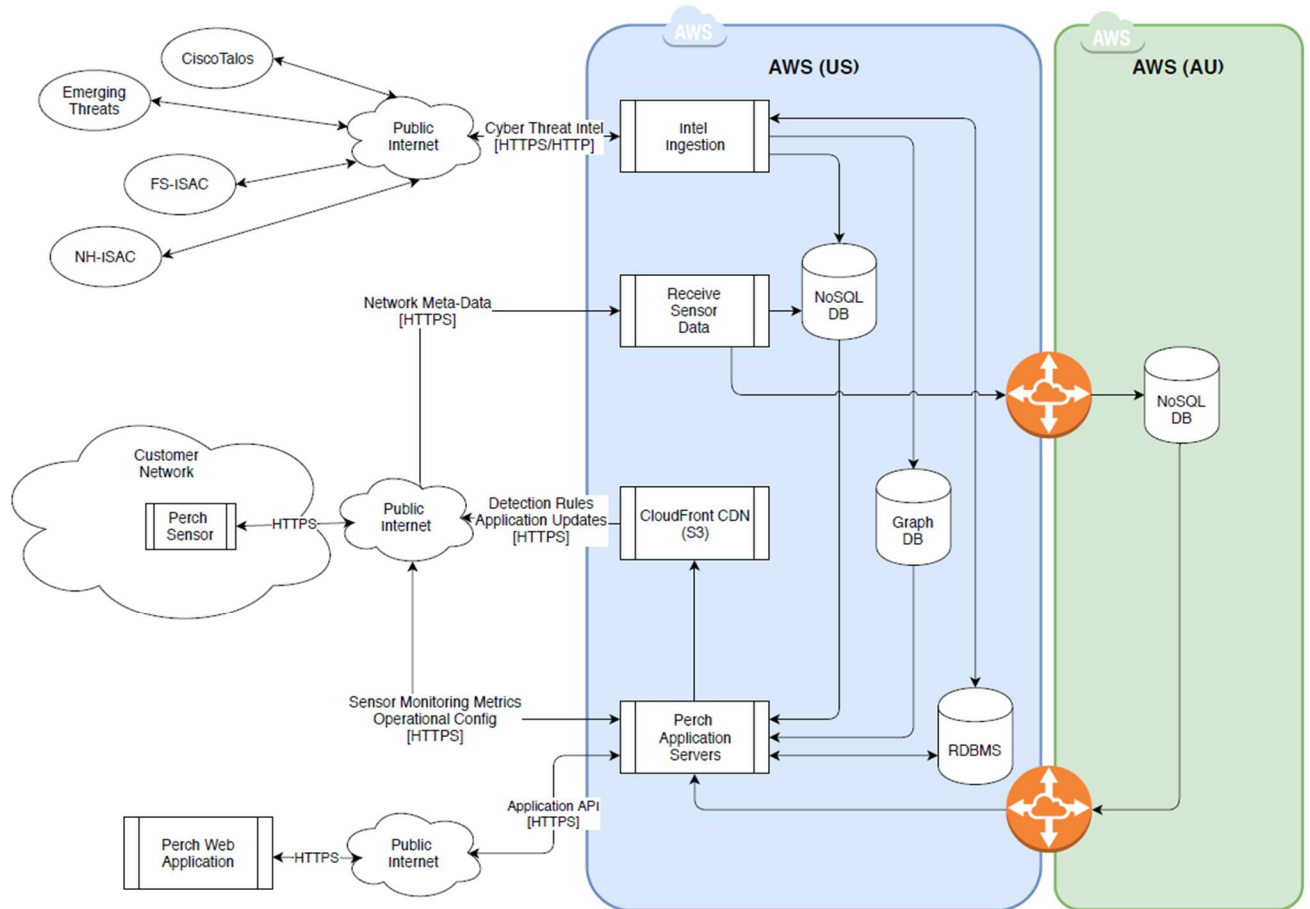 AWS
AWS
AWS (US)
AWS (AU)
CiscoTalos
Emerging
Threats
FS-ISAC
NH-ISAC
Public
Internet
Cyber Threat Intel
[HTTPS/HTTP]
Intel
Ingestion
Network Meta-Data
[HTTPS]
Receive
Sensor
Data
NoSQL
DB
NoSQL
DB
Customer
Network
Perch
Sensor
HTTPS
Public
Internet
Detection Rules
Application Updates
[HTTPS]
CloudFront CDN
(S3)
Graph
DB
Sensor Monitoring Metrics
Operational Config
[HTTPS]
Perch
Application
Servers
RDBMS
Application API
[HTTPS]
Perch Web
Application
HTTPS
Public
Internet